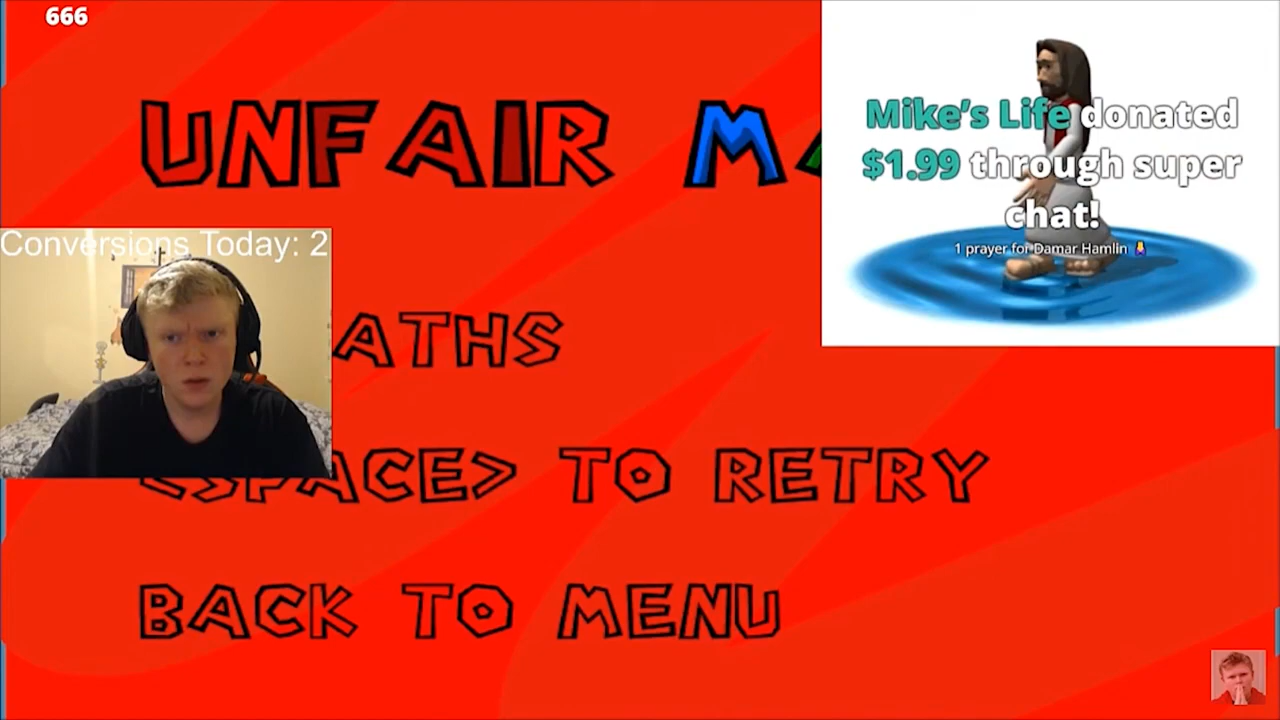 666
UNFAIR M
Mike's Life donated
$1.99 through super
chat!
1 prayer for Damar Hamlin
Conversions Today: 2
ATHS
<SPACE> TO RETRY
BACK TO MENU